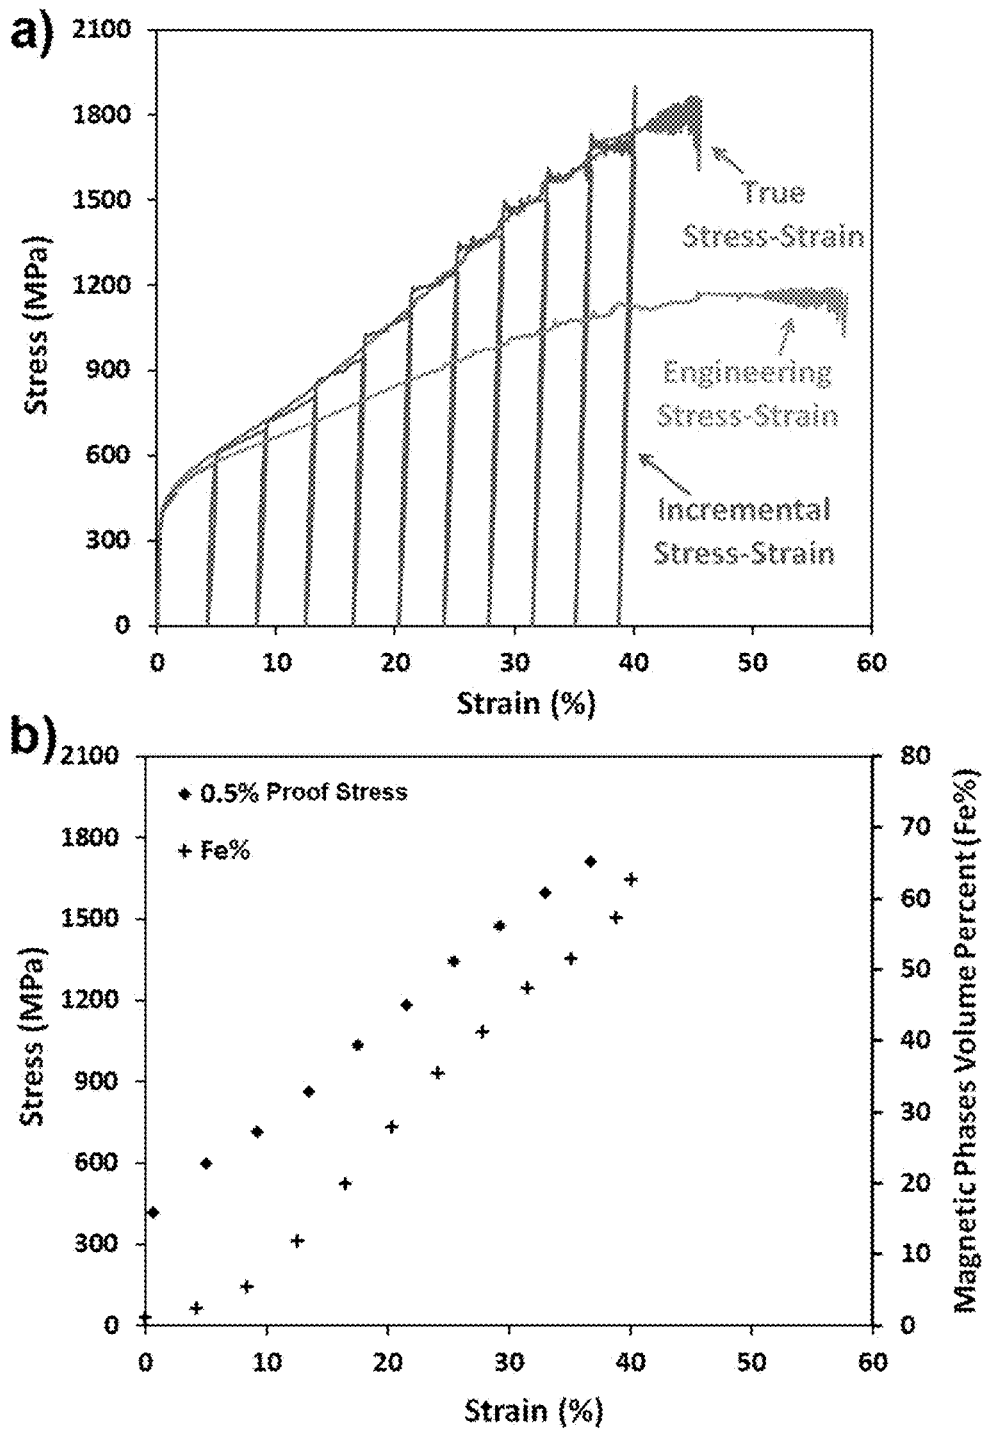 a)
2100
1800
1500
1200
900
600
300
0
Stress (MPa)
True
Stress-Strain
Engineering
Stress-Strain
Incremental
Stress-Strain
0 10 20 30 40 50 60
Strain (%)
b)
2100
1800
1500
1200
900
600
300
0
Stress (MPa)
0.5% Proof Stress
Fe%
80
70
60
50
40
30
20
10
0
Magnetic Phases Volume Percent (Fe%)
0 10 20 30 40 50 60
Strain (%)